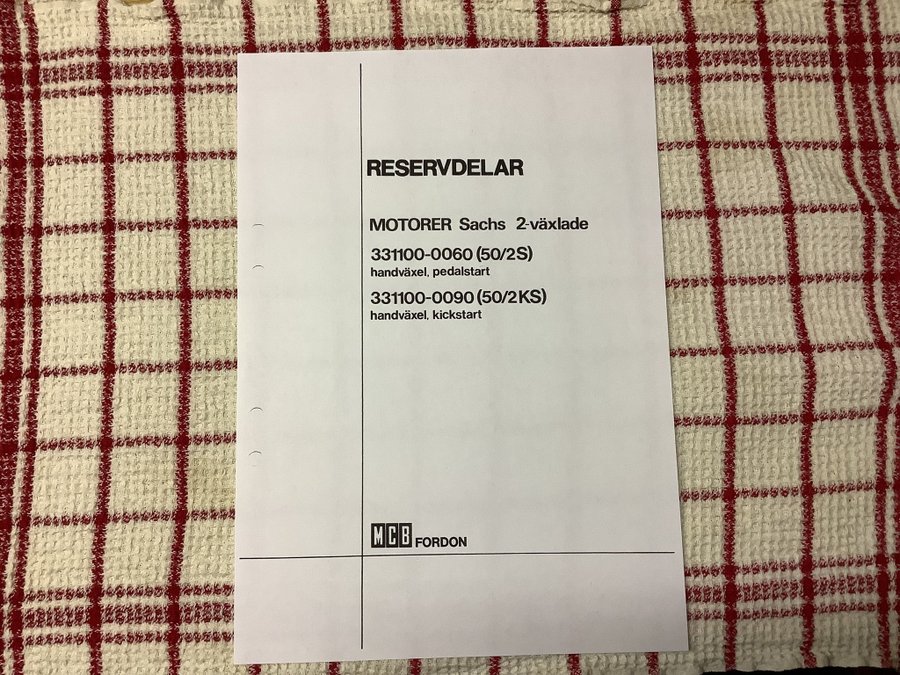 RESERVDELAR
MOTORER Sachs 2-växlade
331100-0060 (50/2S)
handväxel, pedalstart
331100-0090 (50/2KS)
handväxel, kickstart
MCB FORDON